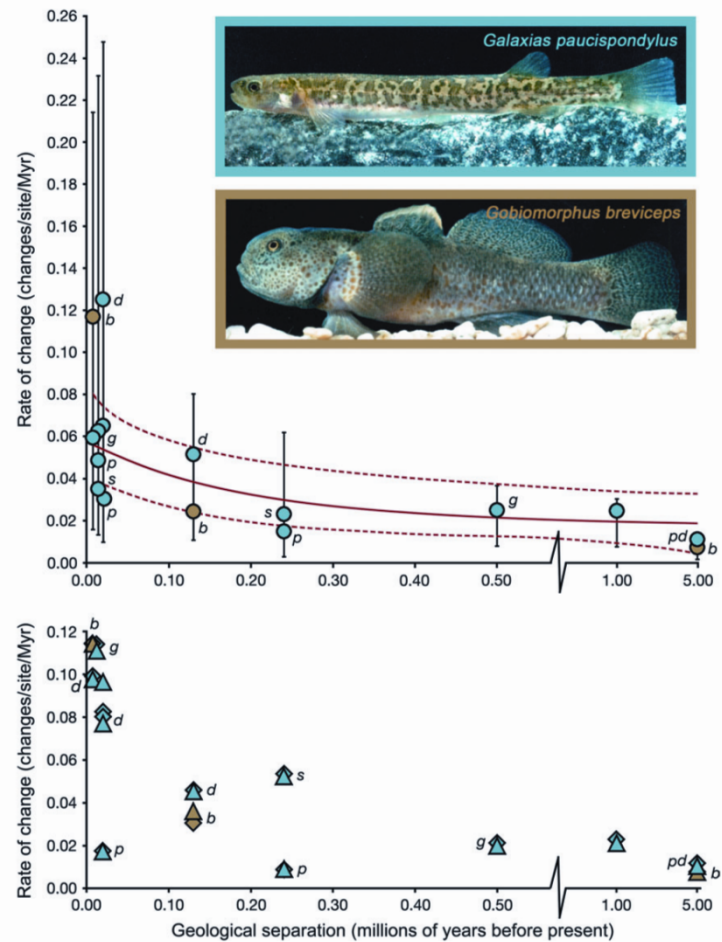 0.26
0.24
0.22
0.20
0.18
0.16
0.14
0.12
0.10
0.08
0.06
0.04
0.02
0.00
Rate of change (changes/site/Myr)
Galaxias paucispondylus
Gobiomorphus breviceps
d
b
g
p
s
p
d
b
s
p
g
pd
b
0.00 0.10 0.20 0.30 0.40 0.50 1.00 5.00
0.12
0.10
0.08
0.06
0.04
0.02
0.00
Rate of change (changes/site/Myr)
b
g
d
d
p
d
b
s
p
g
pd
b
0.00 0.10 0.20 0.30 0.40 0.50 1.00 5.00
Geological separation (millions of years before present)